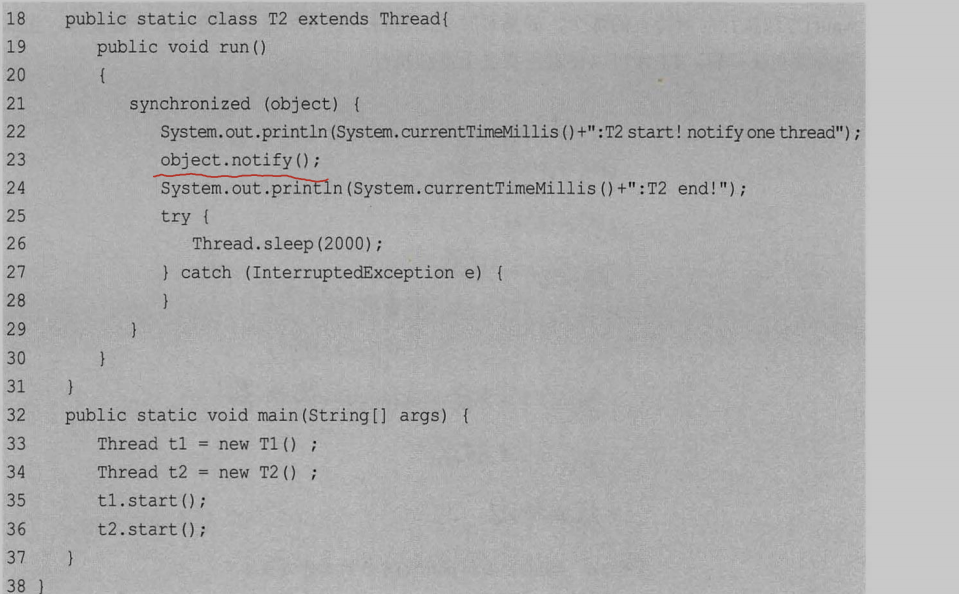 18 public static class T2 extends Thread{
19 public void run()
20 {
21 synchronized (object) {
22 System.out.println(System.currentTimeMillis()+":T2 start! notify one thread");
23 object.notify();
24 System.out.println(System.currentTimeMillis()+":T2 end!");
25 try {
26 Thread.sleep(2000);
27 } catch (InterruptedException e) {
28 }
29 }
30 }
31 }
32 public static void main(String[] args) {
33 Thread t1 = new T1() ;
34 Thread t2 = new T2() ;
35 t1.start();
36 t2.start();
37 }
38 }